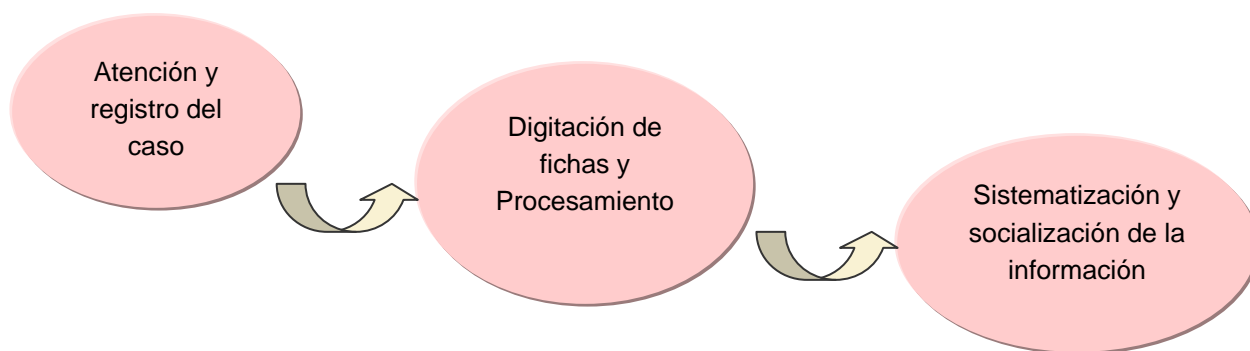 Atención y
registro del
caso
Digitación de
fichas y
Procesamiento
Sistematización y
socialización de la
información